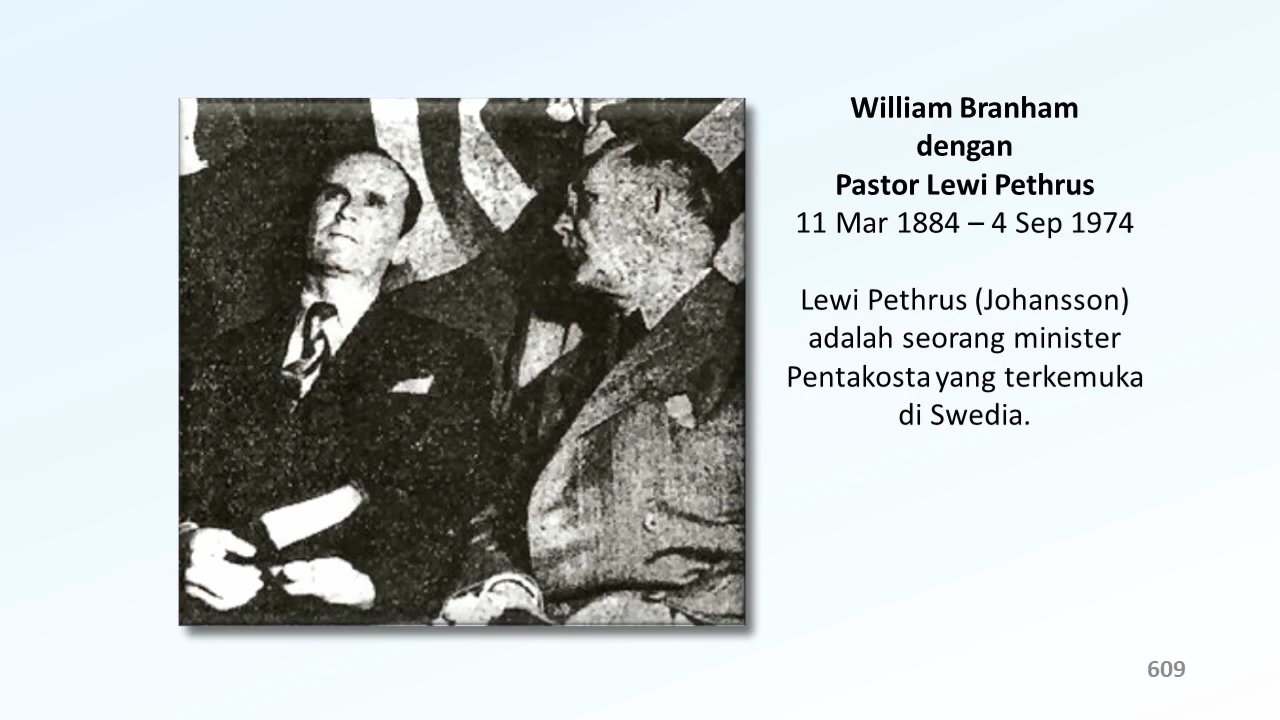 William Branham
dengan
Pastor Lewi Pethrus
11 Mar 1884 – 4 Sep 1974
Lewi Pethrus (Johansson)
adalah seorang minister
Pentakosta yang terkemuka
di Swedia.
609